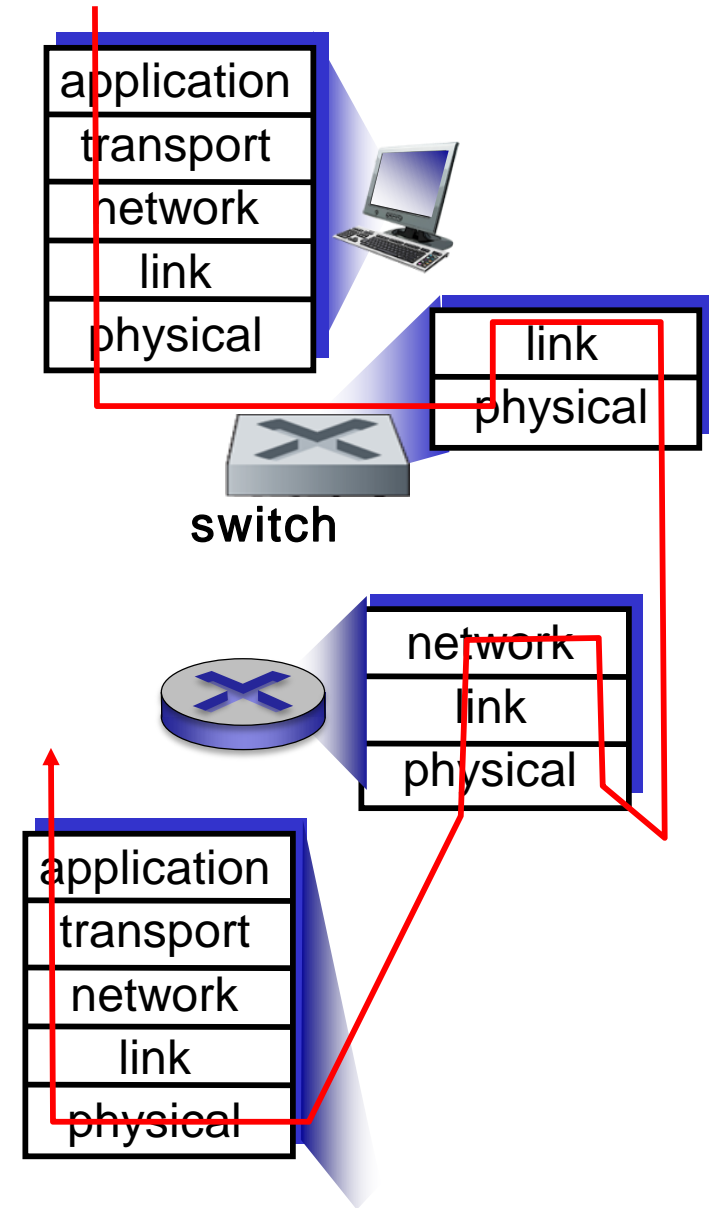 application
transport
network
link
physical
link
physical
switch
network
link
physical
application
transport
network
link
physical